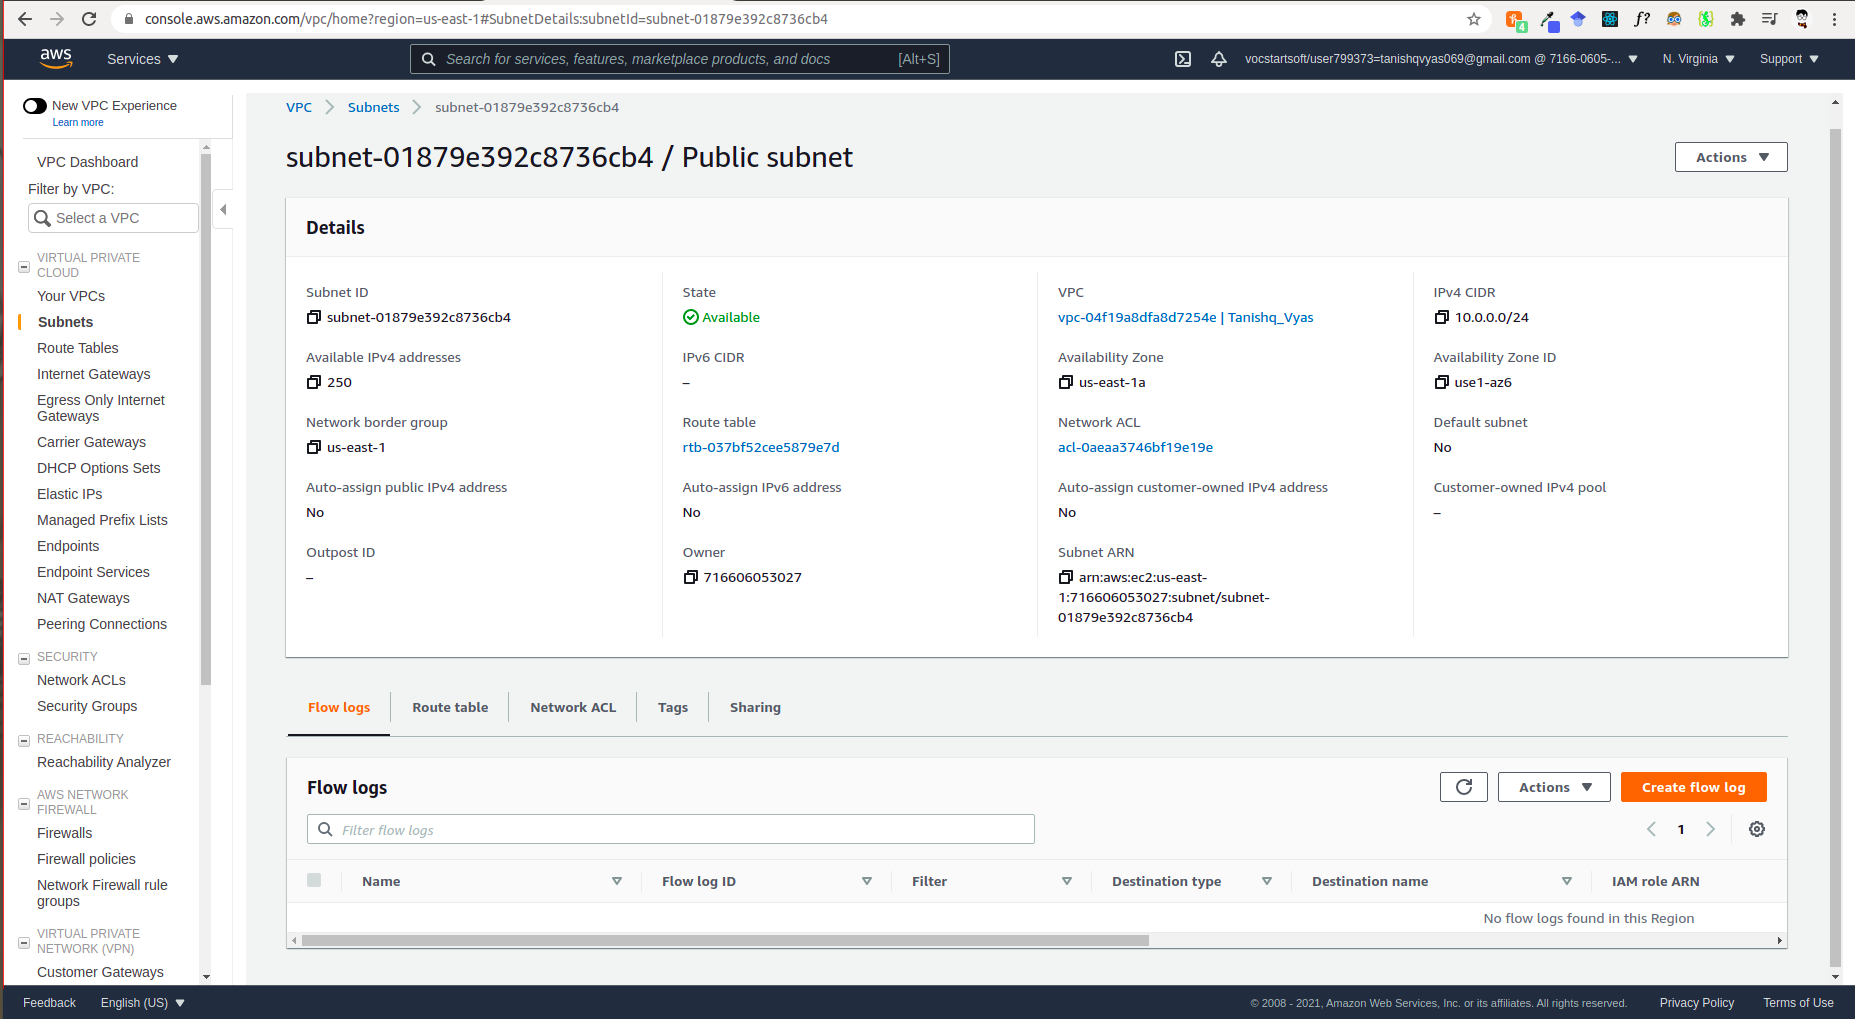 console.aws.amazon.com/vpc/home?region=us-east-1#SubnetDetails:subnetId=subnet-01879e392c8736cb4
f?
4
aws
Services
Search for services, features, marketplace products, and docs
[Alt+S]
vocstartsoft/user799373=tanishqvyas069@gmail.com @ 7166-0605-...
N. Virginia
Support
New VPC Experience
Learn more
VPC Dashboard
Filter by VPC:
Select a VPC
VIRTUAL PRIVATE
CLOUD
Your VPCs
Subnets
Route Tables
Internet Gateways
Egress Only Internet
Gateways
Carrier Gateways
DHCP Options Sets
Elastic IPs
Managed Prefix Lists
Endpoints
Endpoint Services
NAT Gateways
Peering Connections
SECURITY
Network ACLs
Security Groups
REACHABILITY
Reachability Analyzer
AWS NETWORK
FIREWALL
Firewalls
Firewall policies
Network Firewall rule
groups
VIRTUAL PRIVATE
NETWORK (VPN)
Customer Gateways
VPC
Subnets
subnet-01879e392c8736cb4
subnet-01879e392c8736cb4 / Public subnet
Actions
Details
Subnet ID
subnet-01879e392c8736cb4
State
Available
VPC
vpc-04f19a8dfa8d7254e | Tanishq_Vyas
IPv4 CIDR
10.0.0.0/24
Available IPv4 addresses
250
IPv6 CIDR
–
Availability Zone
us-east-1a
Availability Zone ID
use1-az6
Network border group
us-east-1
Route table
rtb-037bf52cee5879e7d
Network ACL
acl-0aeaa3746bf19e19e
Default subnet
No
Auto-assign public IPv4 address
No
Auto-assign IPv6 address
No
Auto-assign customer-owned IPv4 address
No
Customer-owned IPv4 pool
–
Outpost ID
–
Owner
716606053027
Subnet ARN
arn:aws:ec2:us-east-
1:716606053027:subnet/subnet-
01879e392c8736cb4
Flow logs
Route table
Network ACL
Tags
Sharing
Flow logs
Actions
Create flow log
Filter flow logs
1
Name
Flow log ID
Filter
Destination type
Destination name
IAM role ARN
No flow logs found in this Region
Feedback
English (US)
© 2008 - 2021, Amazon Web Services, Inc. or its affiliates. All rights reserved.
Privacy Policy
Terms of Use